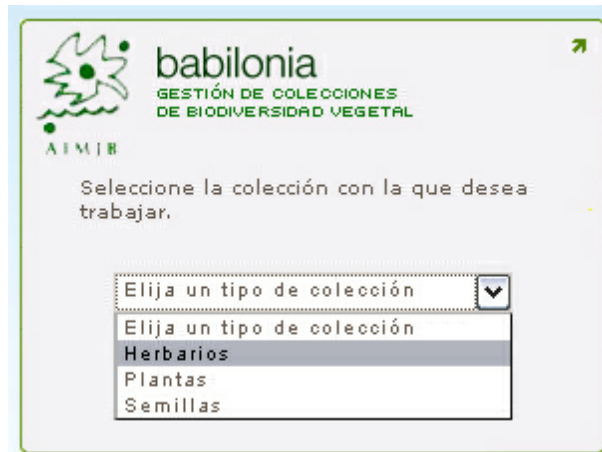 babilonia
GESTIÓN DE COLECCIONES
DE BIODIVERSIDAD VEGETAL
AIMJB
Seleccione la colección con la que desea
trabajar.
Elija un tipo de colección
Elija un tipo de colección
Herbarios
Plantas
Semillas